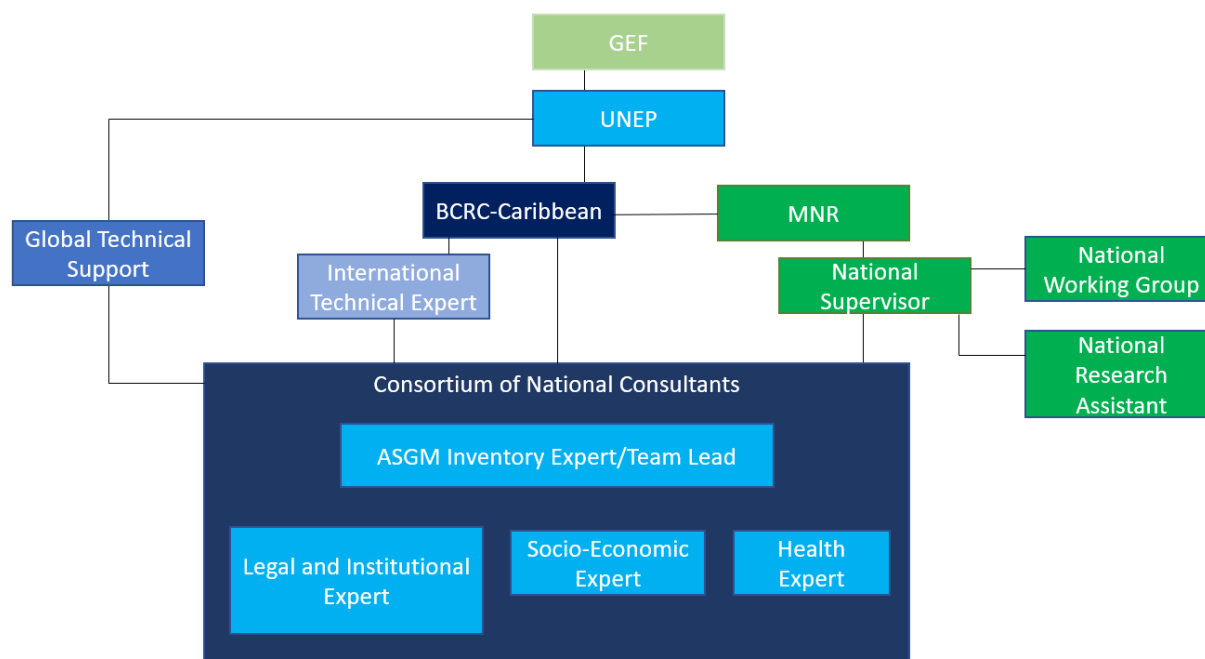 GEF
UNEP
BCRC-Caribbean
MNR
Global Technical
Support
International
Technical Expert
National
Supervisor
National
Working Group
National
Research
Assistant
Consortium of National Consultants
ASGM Inventory Expert/Team Lead
Legal and Institutional
Expert
Socio-Economic
Expert
Health
Expert